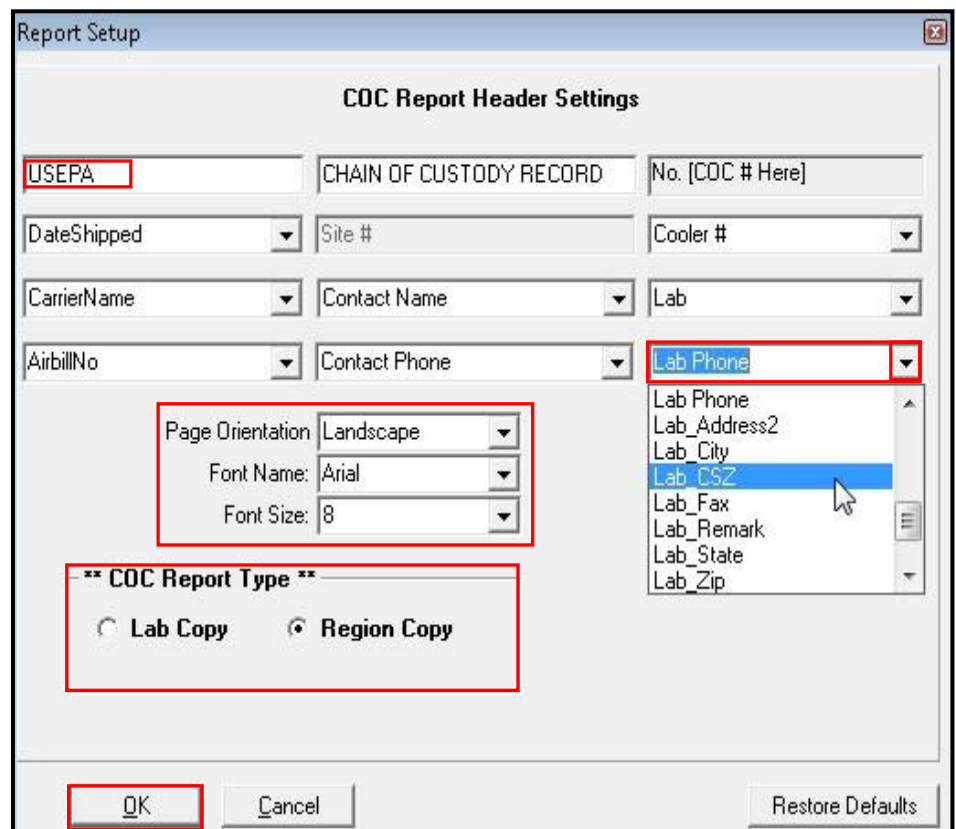 Report Setup
COC Report Header Settings
USEPA CHAIN OF CUSTODY RECORD No. [COC # Here]
DateShipped Site # Cooler #
CarrierName Contact Name Lab
AirbillNo Contact Phone Lab Phone
Lab Phone
Lab_Address2
Lab_City
Lab_CSZ
Lab_Fax
Lab_Remark
Lab_State
Lab_Zip
Page Orientation Landscape
Font Name: Arial
Font Size: 8
** COC Report Type **
Lab Copy Region Copy
OK Cancel Restore Defaults